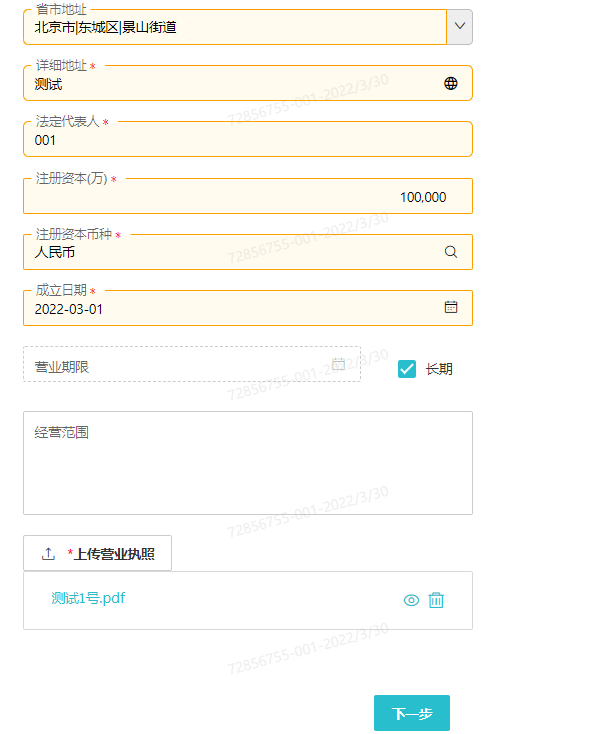 省市地址
北京市|东城区|景山街道
详细地址 *
测试
72856755-001-2022/3/30
法定代表人 *
001
注册资本(万) *
100,000
注册资本币种 *
72856755-001-2022/3/30
人民币
成立日期 *
2022-03-01
营业期限
长期
72856755-001-2022/3/30
经营范围
72856755-001-2022/3/30
*上传营业执照
测试1号.pdf
72856755-001-2022/3/30
下一步